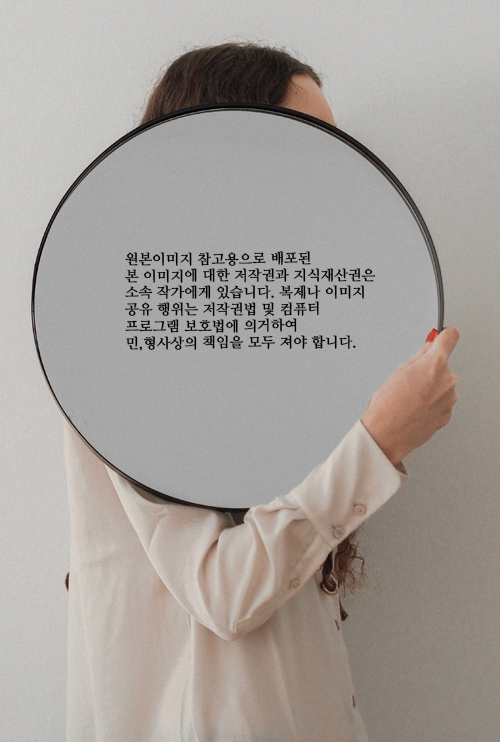 원본이미지 참고용으로 배포된
본 이미지에 대한 저작권과 지식재산권은
소속 작가에게 있습니다. 복제나 이미지
공유 행위는 저작권법 및 컴퓨터
프로그램 보호법에 의거하여
민,형사상의 책임을 모두 져야 합니다.